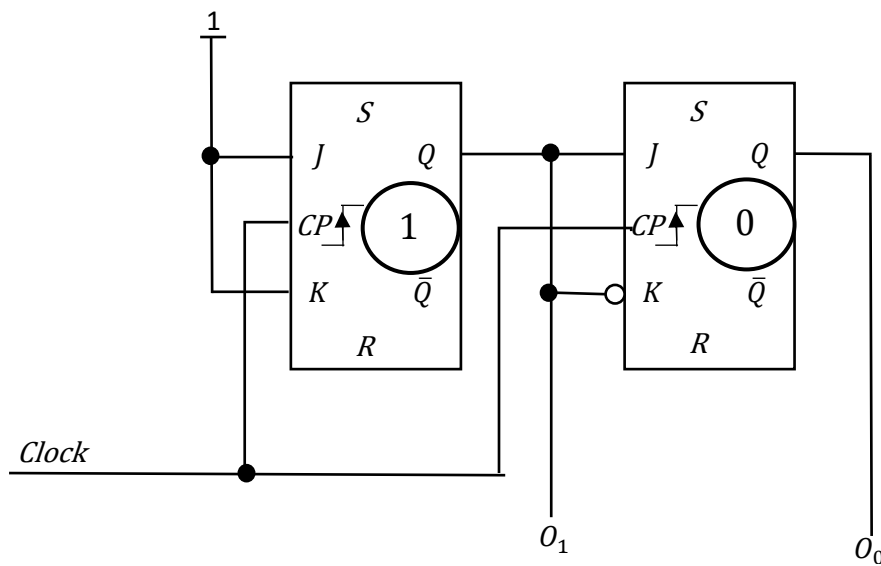 1
S S
J Q J Q
CP 1 CP 0
K Q̄ K Q̄
R R
Clock
O₁
O₀